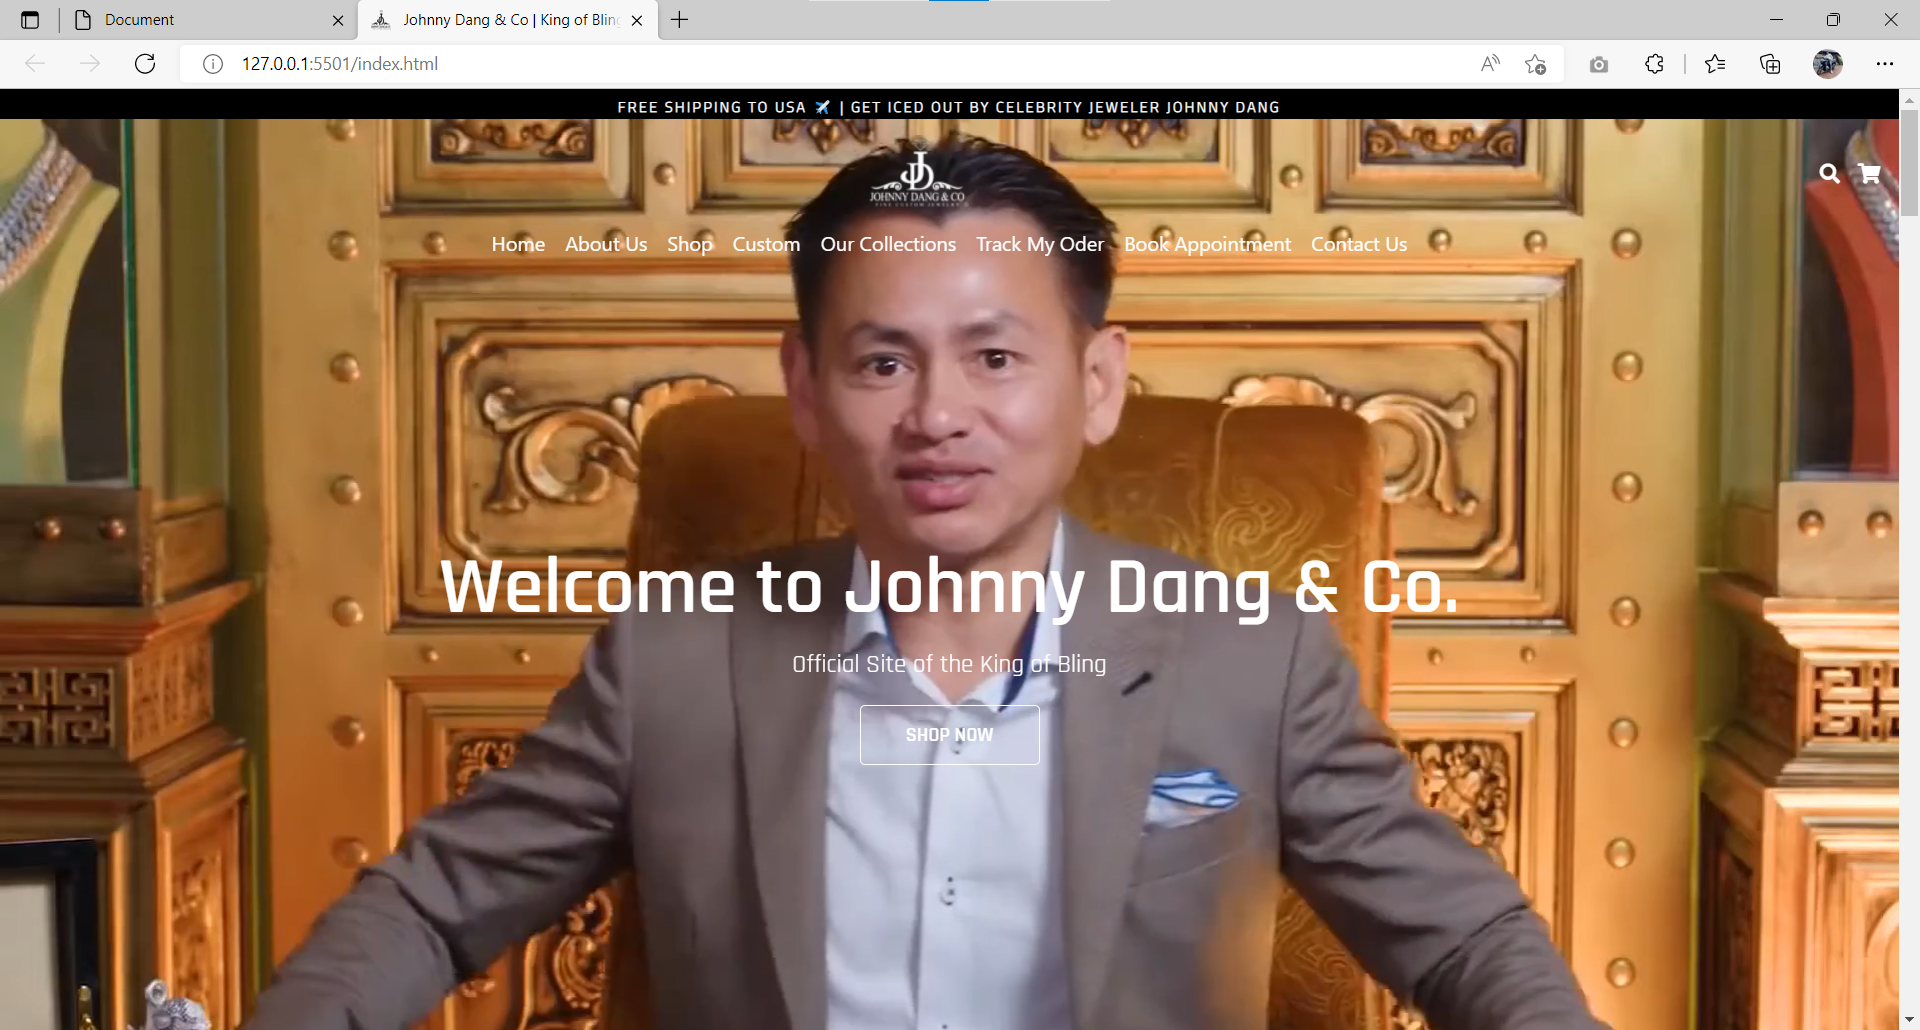 Document
Johnny Dang & Co | King of Blin
127.0.0.1:5501/index.html
FREE SHIPPING TO USA ✈️ | GET ICED OUT BY CELEBRITY JEWELER JOHNNY DANG
JD
JOHNNY DANG & CO
FINE CUSTOM JEWELRY
Home About Us Shop Custom Our Collections Track My Oder Book Appointment Contact Us
Welcome to Johnny Dang & Co.
Official Site of the King of Bling
SHOP NOW